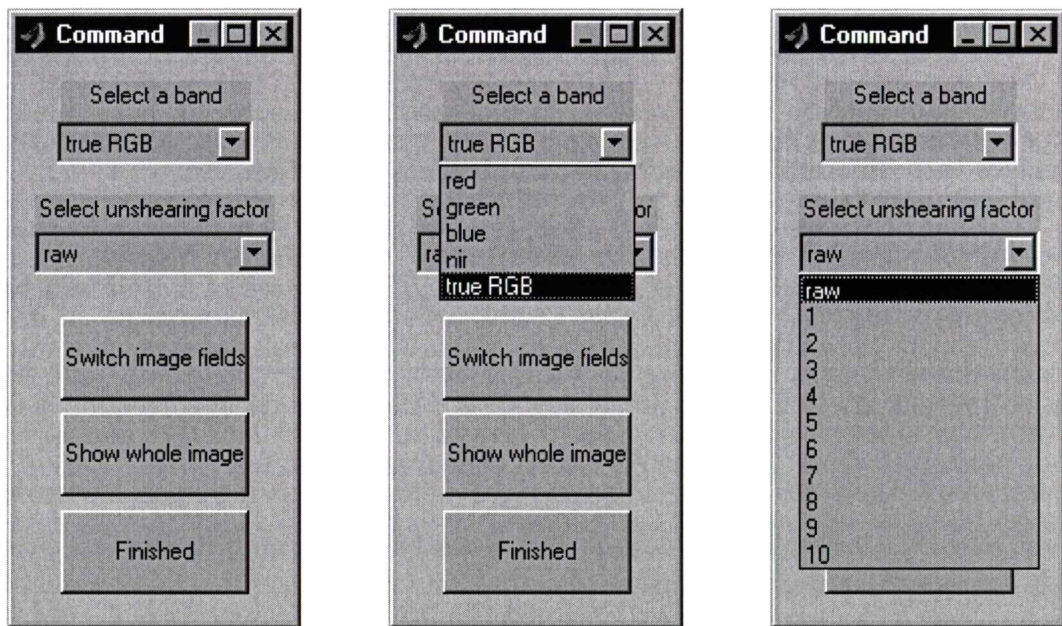 Command
Select a band
true RGB
Select unshearing factor
raw
Switch image fields
Show whole image
Finished
Command
Select a band
true RGB
red
green
blue
nir
true RGB
Switch image fields
Show whole image
Finished
Command
Select a band
true RGB
Select unshearing factor
raw
raw
1
2
3
4
5
6
7
8
9
10